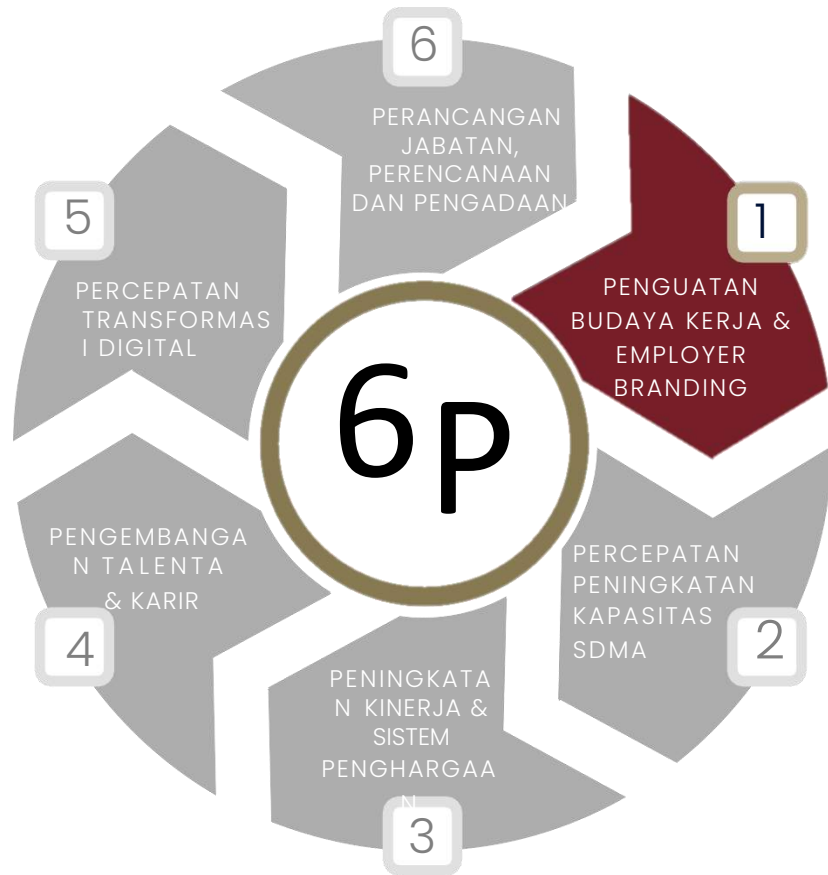 6
PERANCANGAN
JABATAN,
PERENCANAAN
DAN PENGADAAN
1
PENGUATAN
BUDAYA KERJA &
EMPLOYER
BRANDING
2
PERCEPATAN
PENINGKATAN
KAPASITAS
SDMA
3
PENINGKATA
N KINERJA &
SISTEM
PENGHARGAA
N
4
PENGEMBANGA
N TALENTA
& KARIR
5
PERCEPATAN
TRANSFORMAS
I DIGITAL
6P